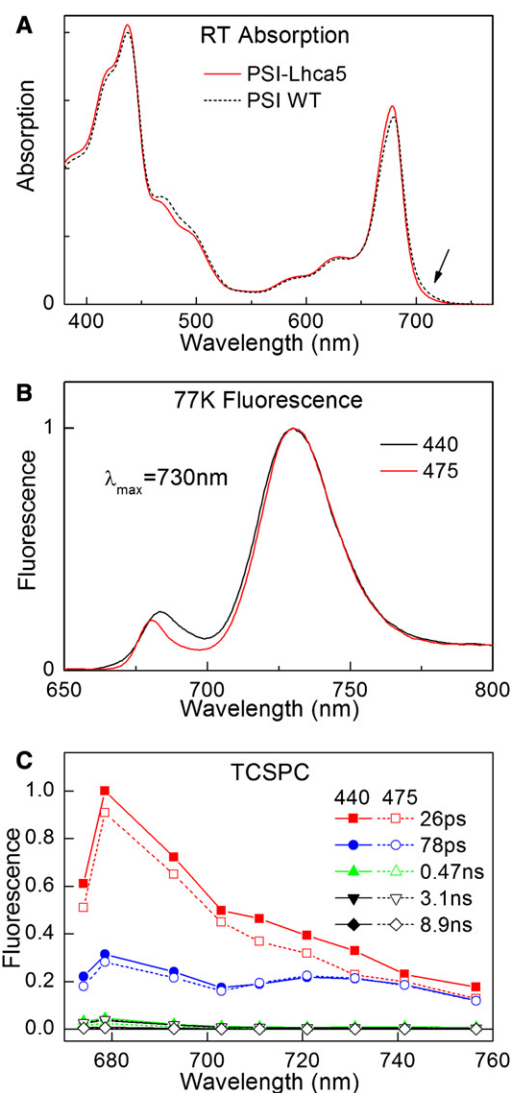 A
RT Absorption
PSI-Lhca5
PSI WT
Absorption
0
400
500
600
700
Wavelength (nm)
B
77K Fluorescence
1
440
475
λmax=730nm
Fluorescence
0
650
700
750
800
Wavelength (nm)
C
TCSPC
1.0
440 475
26ps
0.8
78ps
0.47ns
0.6
3.1ns
8.9ns
0.4
Fluorescence
0.2
0.0
680
700
720
740
760
Wavelength (nm)